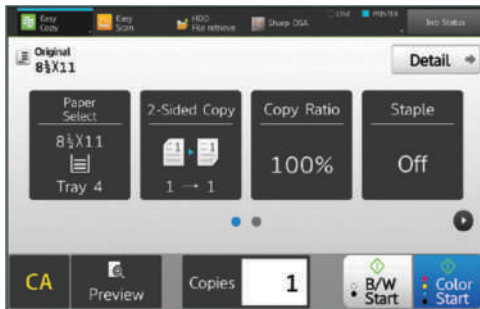 Easy
Copy
Easy
Scan
HDD
File retrieve
Sharp OSA
LINE
PRINTER
Job Status
Original
8½X11
Detail
Paper
Select
8½X11
Tray 4
2-Sided Copy
1 1
1 → 1
Copy Ratio
100%
Staple
Off
CA
Preview
Copies
1
B/W
Start
Color
Start